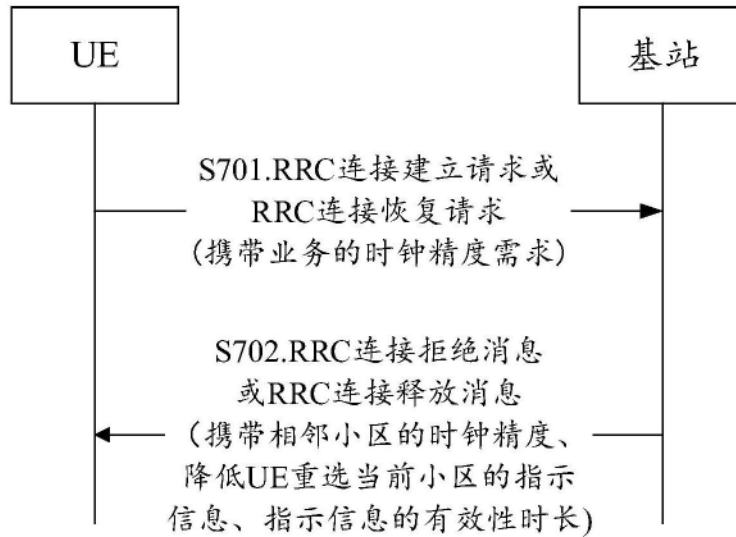 UE
基站
S701.RRC连接建立请求或
RRC连接恢复请求
(携带业务的时钟精度需求)
S702.RRC连接拒绝消息
或RRC连接释放消息
(携带相邻小区的时钟精度、
降低UE重选当前小区的指示
信息、指示信息的有效性时长)